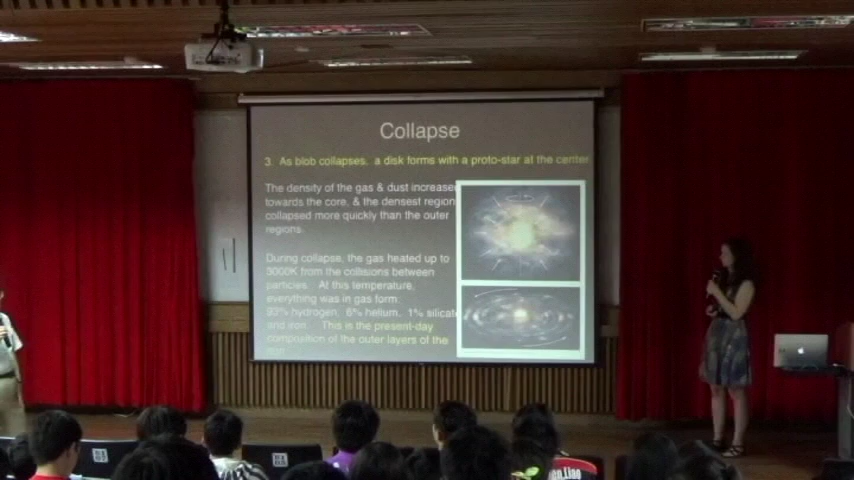 Collapse
3. As blob collapses, a disk forms with a proto-star at the center
The density of the gas & dust increased
towards the core, & the densest region
collapsed more quickly than the outer
regions.
During collapse, the gas heated up to
3000K from the collisions between
particles. At this temperature,
everything was in gas form:
93% hydrogen, 6% helium, 1% silicate
and iron. This is the present-day
composition of the outer layers of the